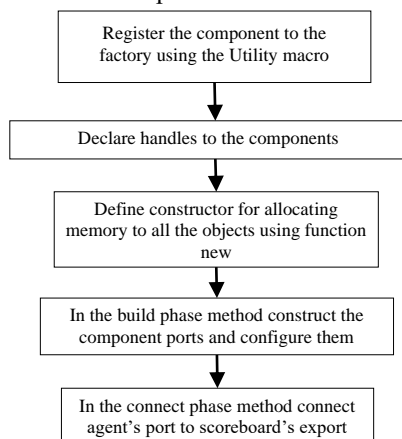 Register the component to the
factory using the Utility macro
Declare handles to the components
Define constructor for allocating
memory to all the objects using function
new
In the build phase method construct the
component ports and configure them
In the connect phase method connect
agent's port to scoreboard's export